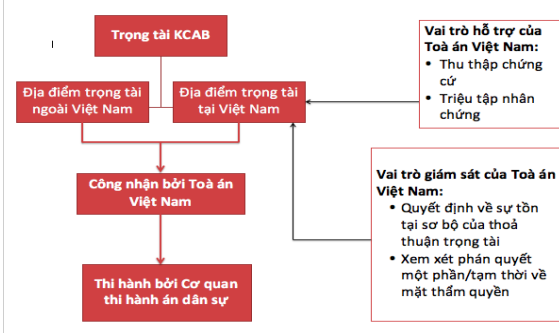 Trọng tài KCAB
Địa điểm trọng tài
ngoài Việt Nam
Địa điểm trọng tài
tại Việt Nam
Công nhận bởi Toà án
Việt Nam
Thi hành bởi Cơ quan
thi hành án dân sự
Vai trò hỗ trợ của
Toà án Việt Nam:
• Thu thập chứng
cứ
• Triệu tập nhân
chứng
Vai trò giám sát của Toà án
Việt Nam:
• Quyết định về sự tồn
tại sơ bộ của thoả
thuận trọng tài
• Xem xét phán quyết
một phần/tạm thời về
mặt thẩm quyền